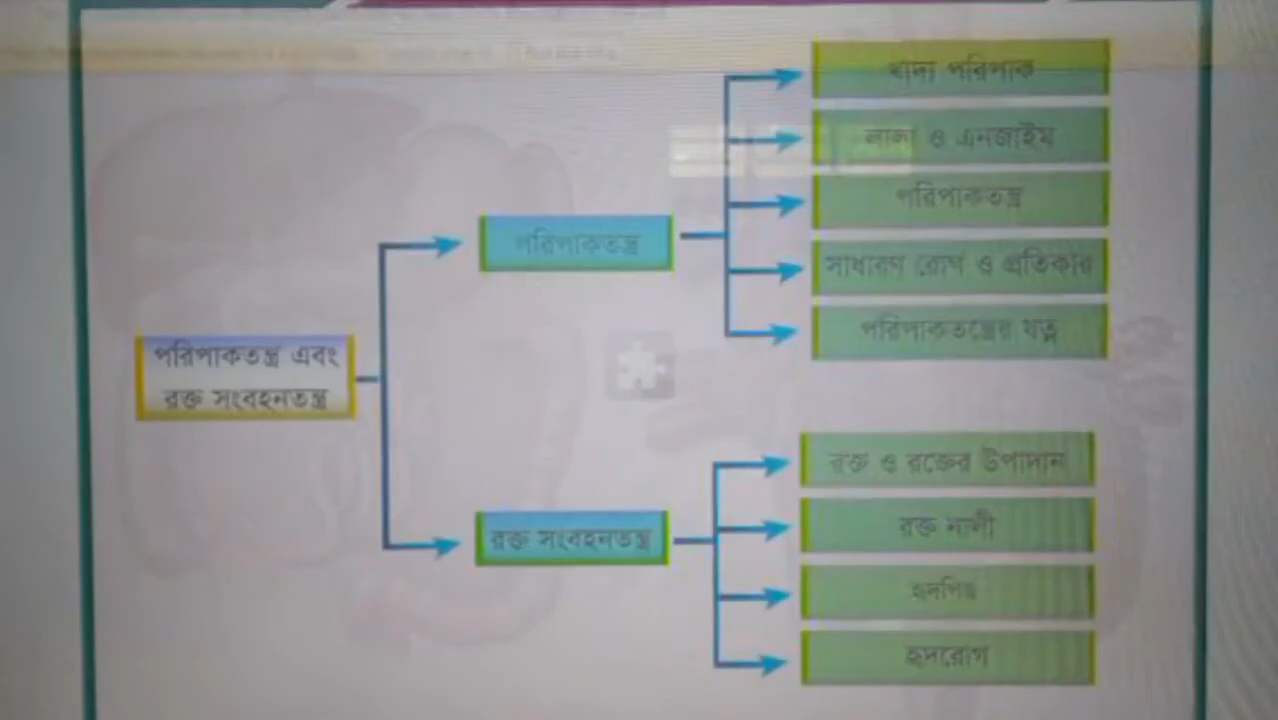 পরিপাকতন্ত্র এবং
রক্ত সংবহনতন্ত্র
পরিপাকতন্ত্র
খাদ্য পরিপাক
লালা ও এনজাইম
পরিপাকতন্ত্র
সাধারণ রোগ ও প্রতিকার
পরিপাকতন্ত্রের যত্ন
রক্ত সংবহনতন্ত্র
রক্ত ও রক্তের উপাদান
রক্ত নালী
হৃদপিন্ড
হৃদরোগ